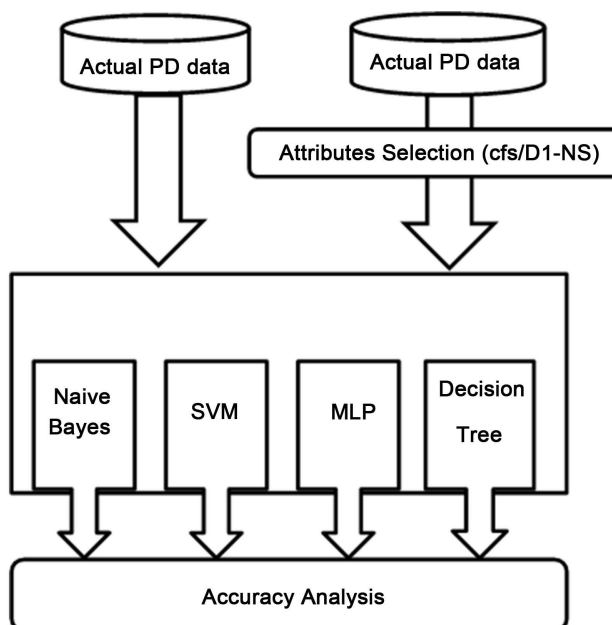 Actual PD data
Actual PD data
Attributes Selection (cfs/D1-NS)
Naive
Bayes
SVM
MLP
Decision
Tree
Accuracy Analysis